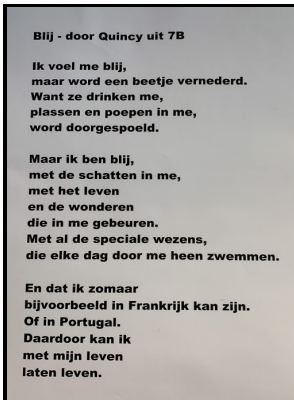 Blij - door Quincy uit 7B
Ik voel me blij,
maar word een beetje vernederd.
Want ze drinken me,
plassen en poepen in me,
word doorgespoeld.
Maar ik ben blij,
met de schatten in me,
met het leven
en de wonderen
die in me gebeuren.
Met al de speciale wezens,
die elke dag door me heen zwemmen.
En dat ik zomaar
bijvoorbeeld in Frankrijk kan zijn.
Of in Portugal.
Daardoor kan ik
met mijn leven
laten leven.